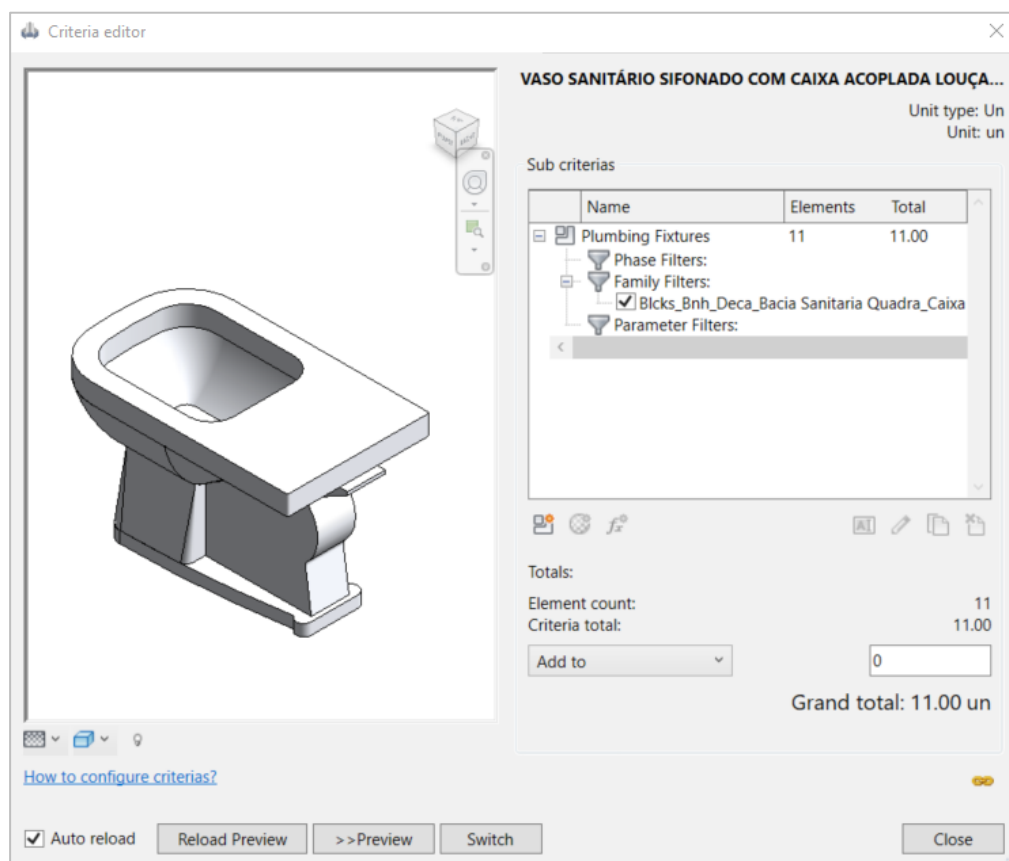 Criteria editor
VASO SANITÁRIO SIFONADO COM CAIXA ACOPLADA LOUÇA...
Unit type: Un
Unit: un
Sub criterias
Name Elements Total
Plumbing Fixtures 11 11.00
Phase Filters:
Family Filters:
Blcks_Bnh_Deca_Bacia Sanitaria Quadra_Caixa
Parameter Filters:
Totals:
Element count: 11
Criteria total: 11.00
Add to 0
Grand total: 11.00 un
How to configure criterias?
Auto reload Reload Preview >>Preview Switch Close